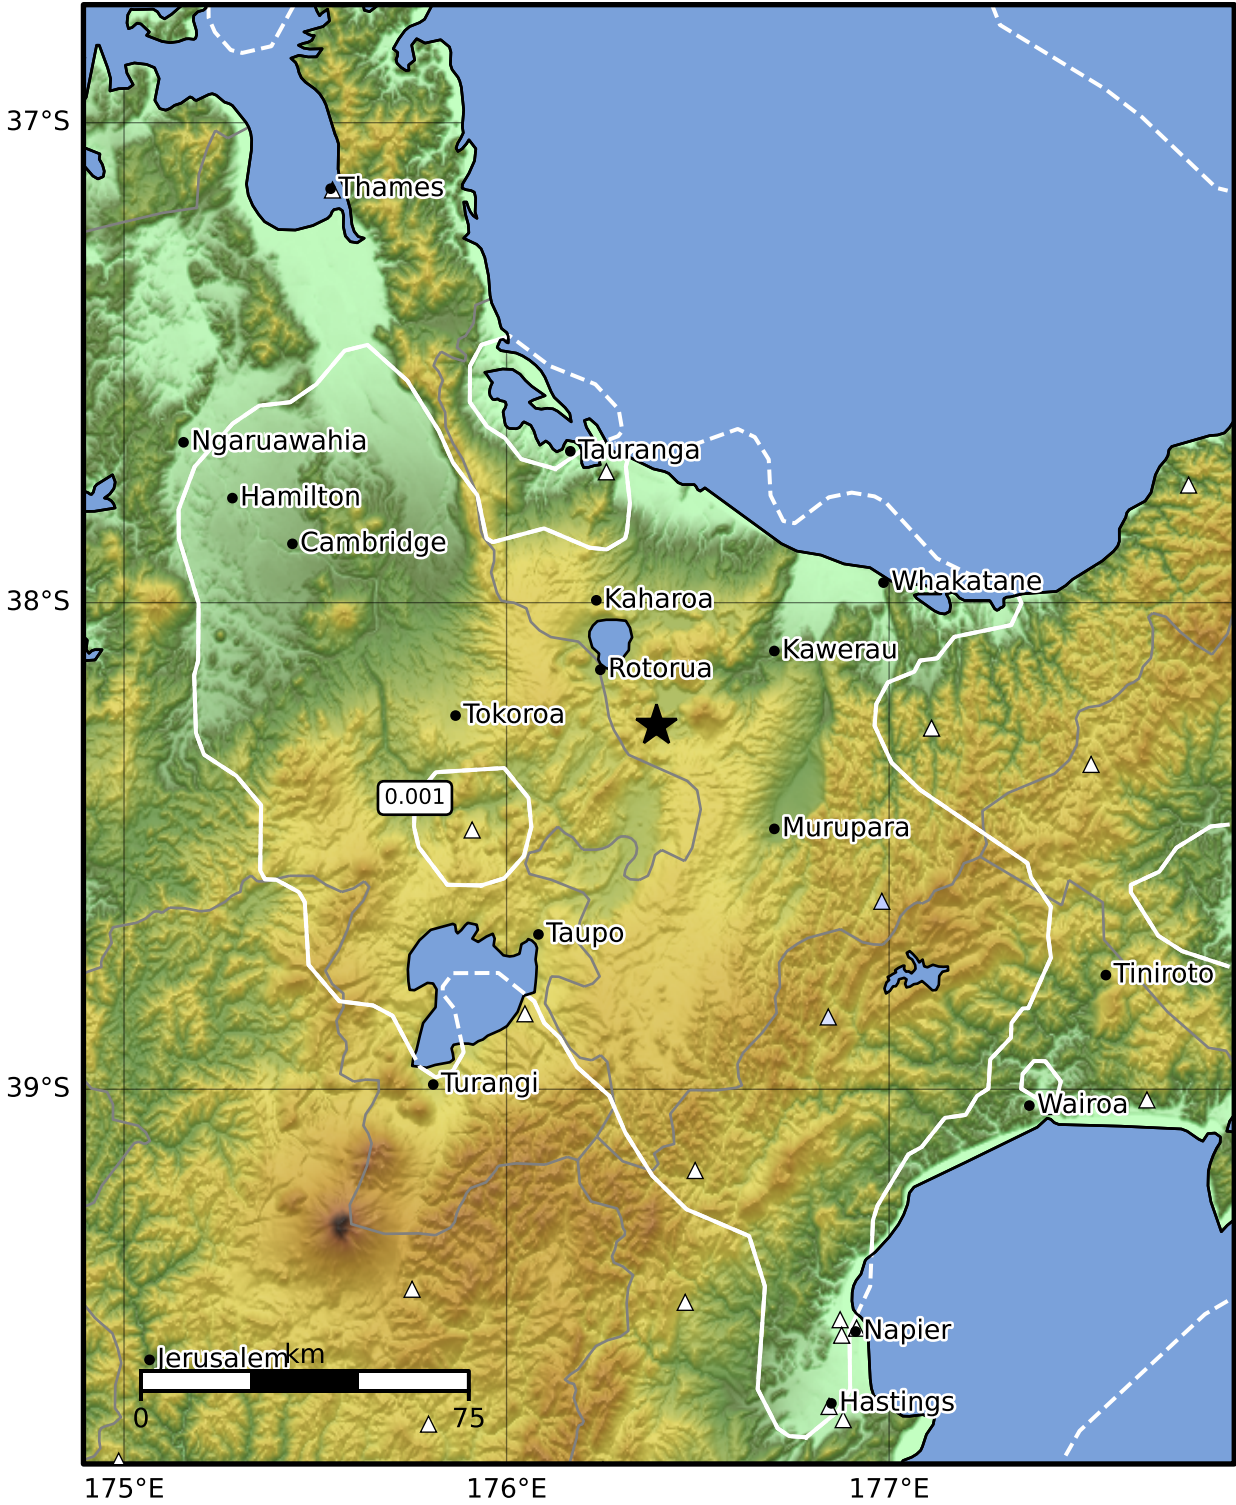 37°S
Thames
Ngaruawahia
Tauranga
Hamilton
Cambridge
Whakatane
38°S
Kaharoa
Kawerau
Rotorua
Tokoroa
0.001
Murupara
Taupo
Tiniroto
39°S
Turangi
Wairoa
Napier
Jerusalem
km
Hastings
0
75
175°E
176°E
177°E